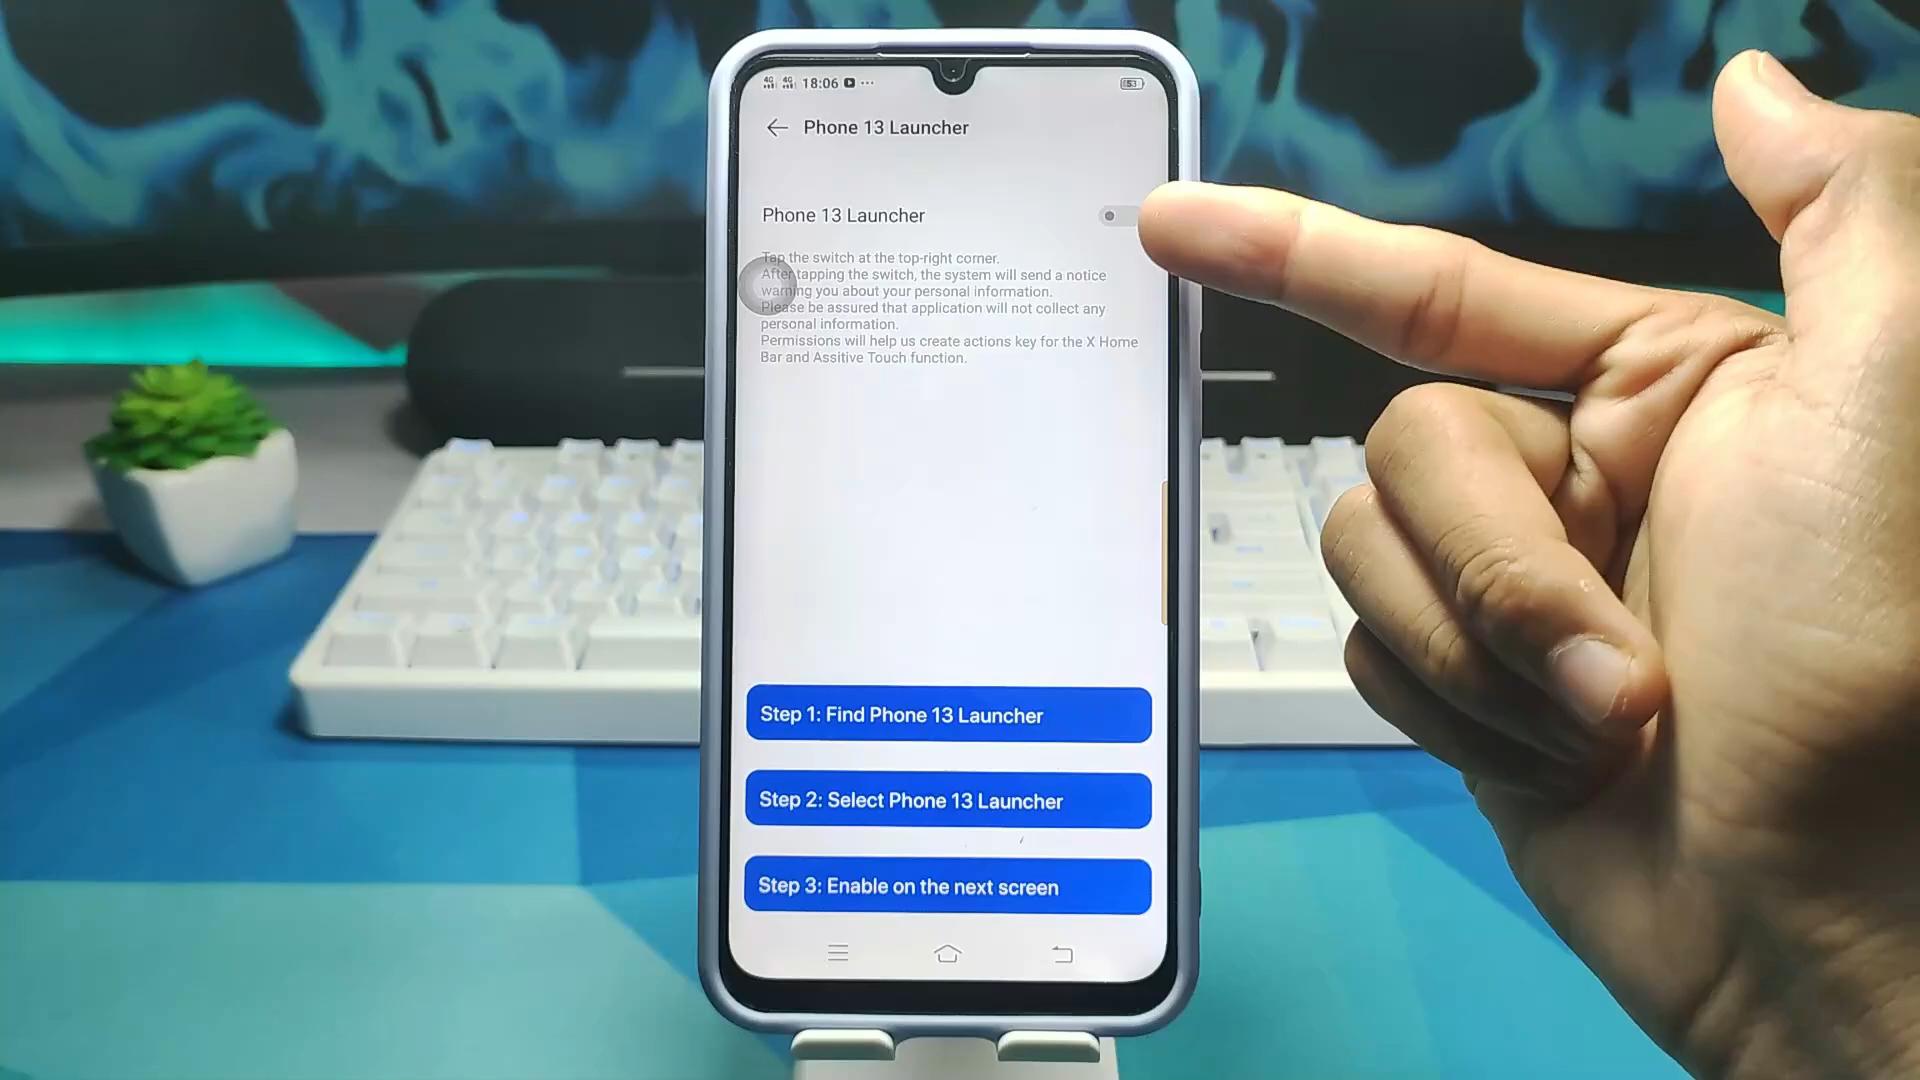 4G 4G 18:06 53
Phone 13 Launcher
Phone 13 Launcher
Tap the switch at the top-right corner.
After tapping the switch, the system will send a notice
warning you about your personal information.
Please be assured that application will not collect any
personal information.
Permissions will help us create actions key for the X Home
Bar and Assitive Touch function.
Step 1: Find Phone 13 Launcher
Step 2: Select Phone 13 Launcher
Step 3: Enable on the next screen